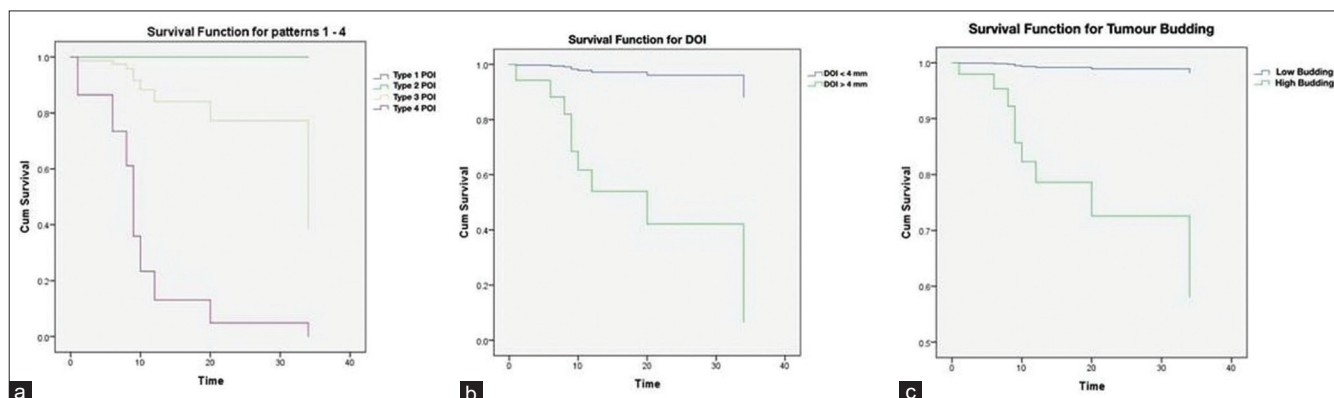 Survival Function for patterns 1 - 4
Cum Survival
1.0
0.8
0.6
0.4
0.2
0.0
0
10
20
30
40
Time
Type 1 POI
Type 2 POI
Type 3 POI
Type 4 POI
a
Survival Function for DOI
Cum Survival
1.0
0.8
0.6
0.4
0.2
0.0
0
10
20
30
40
Time
DOI < 4 mm
DOI > 4 mm
b
Survival Function for Tumour Budding
Cum Survival
1.0
0.9
0.8
0.7
0.6
0.5
0
10
20
30
40
Time
Low Budding
High Budding
c